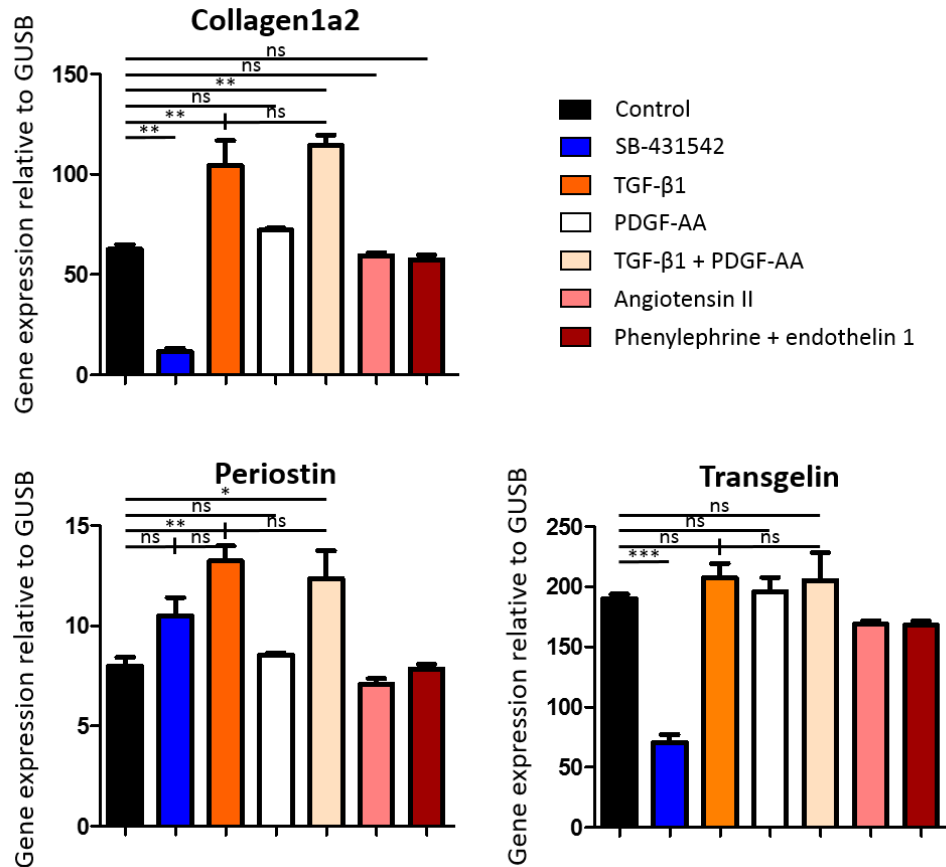 Collagen1a2
Gene expression relative to GUSB
ns
ns
**
ns
** ns
**
150
100
50
0
Control
SB-431542
TGF-β1
PDGF-AA
TGF-β1 + PDGF-AA
Angiotensin II
Phenylephrine + endothelin 1
Periostin
Gene expression relative to GUSB
*
ns
** ns
ns ns
15
10
5
0
Transgelin
Gene expression relative to GUSB
ns
ns
ns ns
***
250
200
150
100
50
0